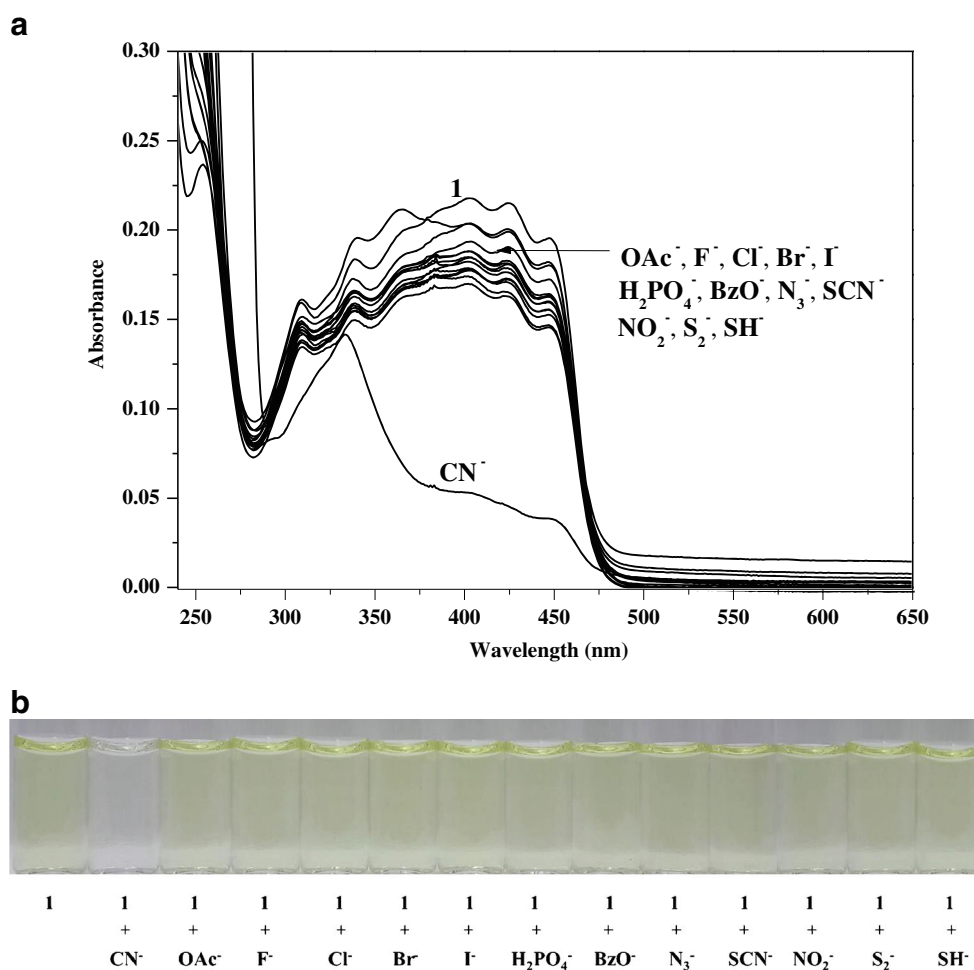 a
0.30
0.25
0.20
0.15
0.10
0.05
0.00
Absorbance
1
OAc⁻, F⁻, Cl⁻, Br⁻, I⁻
H₂PO₄⁻, BzO⁻, N₃⁻, SCN⁻
NO₂⁻, S₂⁻, SH⁻
CN⁻
250 300 350 400 450 500 550 600 650
Wavelength (nm)
b
1 1 1 1 1 1 1 1 1 1 1 1 1 1
+ + + + + + + + + + + + +
CN⁻ OAc⁻ F⁻ Cl⁻ Br⁻ I⁻ H₂PO₄⁻ BzO⁻ N₃⁻ SCN⁻ NO₂⁻ S₂⁻ SH⁻